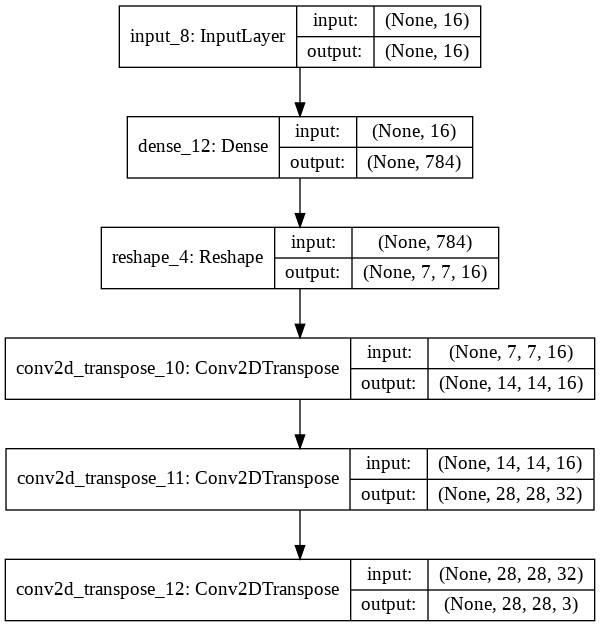 input_8: InputLayer
input: (None, 16)
output: (None, 16)
dense_12: Dense
input: (None, 16)
output: (None, 784)
reshape_4: Reshape
input: (None, 784)
output: (None, 7, 7, 16)
conv2d_transpose_10: Conv2DTranspose
input: (None, 7, 7, 16)
output: (None, 14, 14, 16)
conv2d_transpose_11: Conv2DTranspose
input: (None, 14, 14, 16)
output: (None, 28, 28, 32)
conv2d_transpose_12: Conv2DTranspose
input: (None, 28, 28, 32)
output: (None, 28, 28, 3)